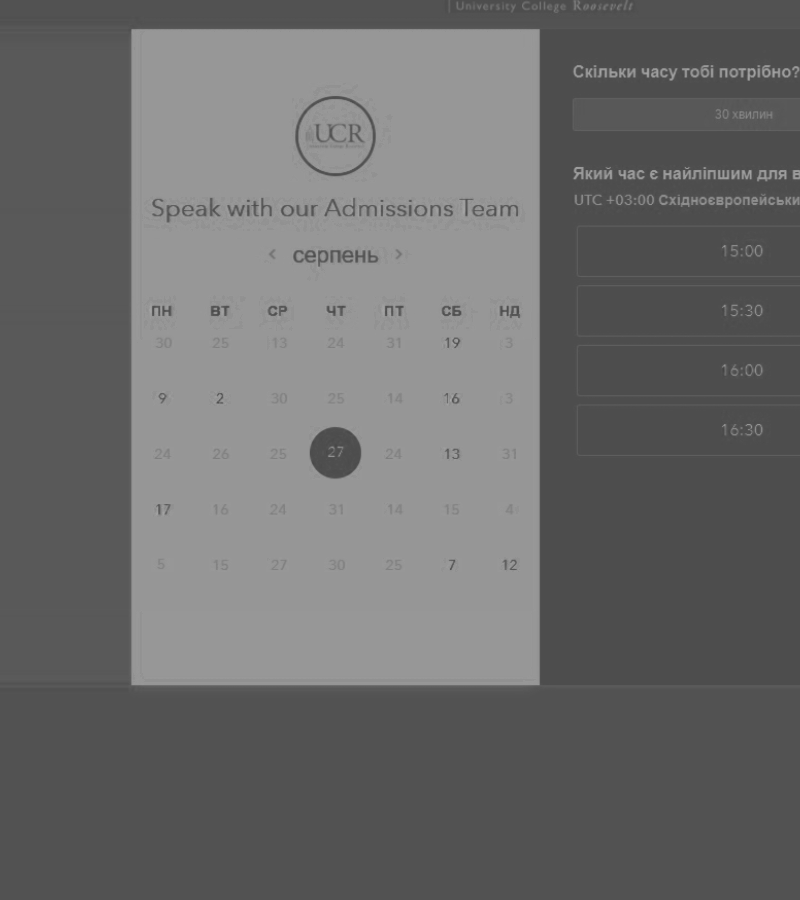 University College Roosevelt
UCR
Speak with our Admissions Team
< серпень >
ПН ВТ СР ЧТ ПТ СБ НД
30 25 13 24 31 19 3
9 2 30 25 14 16 3
24 26 25 27 24 13 31
17 16 24 31 14 15 4
5 15 27 30 25 7 12
Скільки часу тобі потрібно?
30 хвилин
Який час є найліпшим для в
UTC +03:00 Східноєвропейськи
15:00
15:30
16:00
16:30